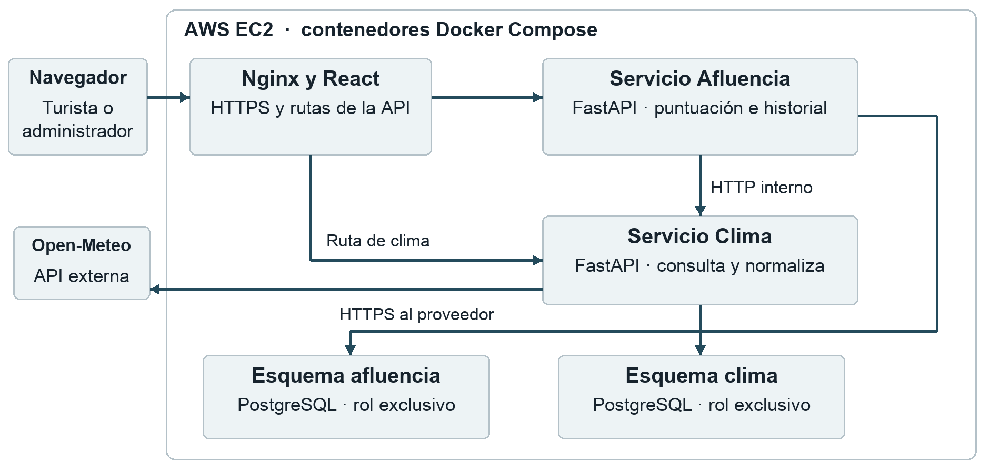 AWS EC2 · contenedores Docker Compose
Navegador
Turista o
administrador
Nginx y React
HTTPS y rutas de la API
Servicio Afluencia
FastAPI · puntuación e historial
HTTP interno
Open-Meteo
API externa
Ruta de clima
Servicio Clima
FastAPI · consulta y normaliza
HTTPS al proveedor
Esquema afluencia
PostgreSQL · rol exclusivo
Esquema clima
PostgreSQL · rol exclusivo